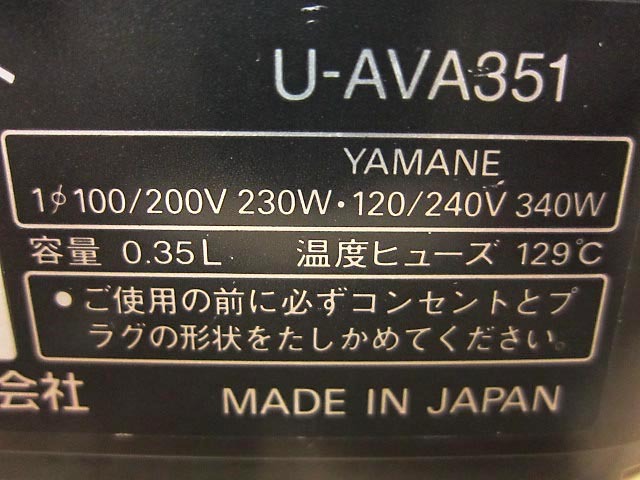 U-AVA351
YAMANE
1φ100/200V 230W・120/240V 340W
容量 0.35L 温度ヒューズ 129℃
●ご使用の前に必ずコンセントとプ
ラグの形状をたしかめてください。
会社 MADE IN JAPAN